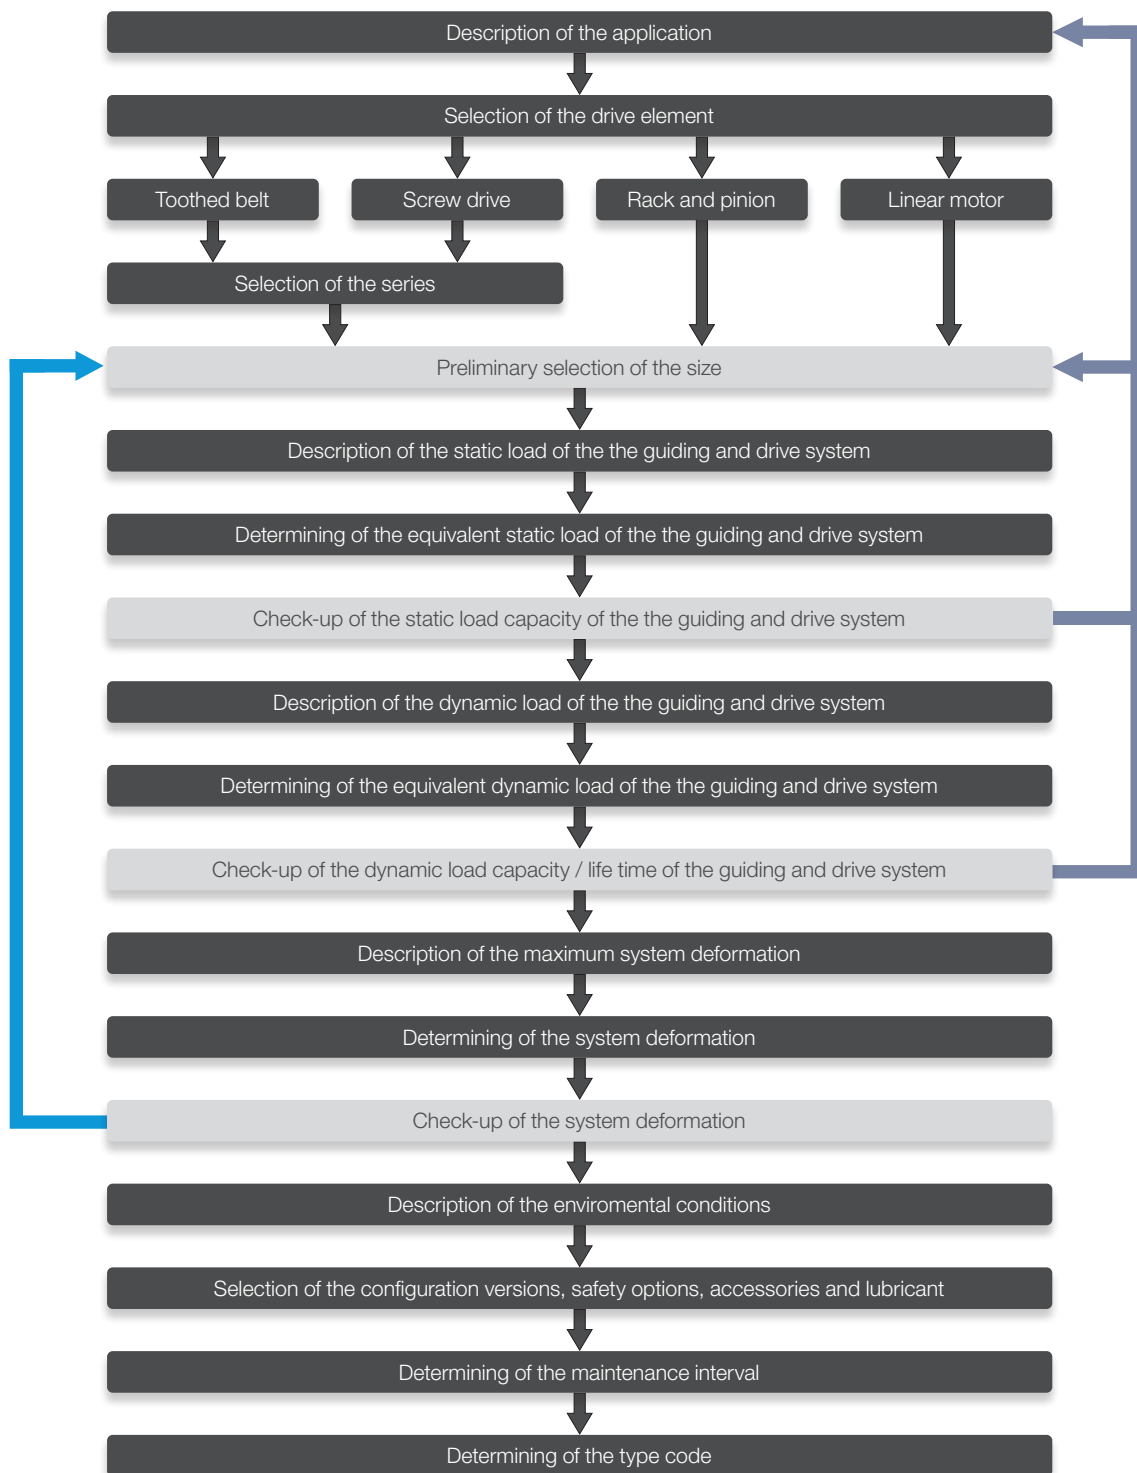 Description of the application
Selection of the drive element
Toothed belt
Screw drive
Rack and pinion
Linear motor
Selection of the series
Preliminary selection of the size
Description of the static load of the the guiding and drive system
Determining of the equivalent static load of the the guiding and drive system
Check-up of the static load capacity of the the guiding and drive system
Description of the dynamic load of the the guiding and drive system
Determining of the equivalent dynamic load of the the guiding and drive system
Check-up of the dynamic load capacity / life time of the guiding and drive system
Description of the maximum system deformation
Determining of the system deformation
Check-up of the system deformation
Description of the enviromental conditions
Selection of the configuration versions, safety options, accessories and lubricant
Determining of the maintenance interval
Determining of the type code